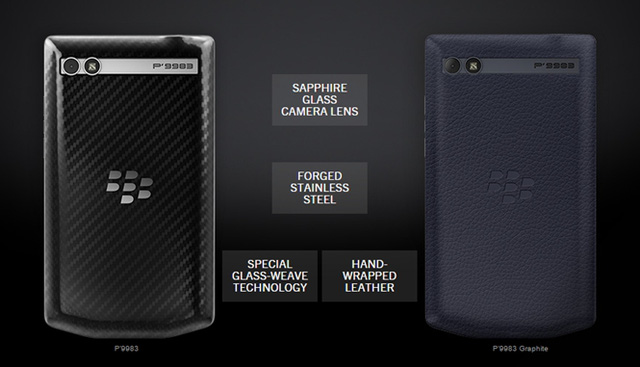 P'9983
P'9983
SAPPHIRE
GLASS
CAMERA LENS
FORGED
STAINLESS
STEEL
SPECIAL
GLASS-WEAVE
TECHNOLOGY
HAND-
WRAPPED
LEATHER
P'9983
P'9983 Graphite